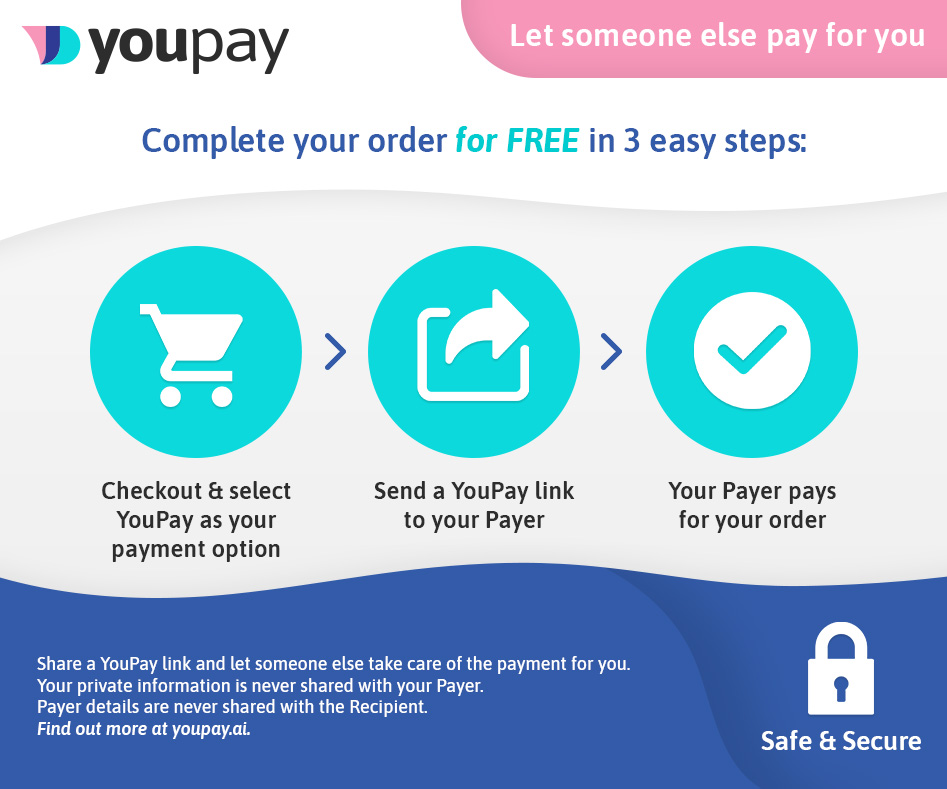 youpay
Let someone else pay for you
Complete your order for FREE in 3 easy steps:
Checkout & select
YouPay as your
payment option
Send a YouPay link
to your Payer
Your Payer pays
for your order
Share a YouPay link and let someone else take care of the payment for you.
Your private information is never shared with your Payer.
Payer details are never shared with the Recipient.
Find out more at youpay.ai.
Safe & Secure